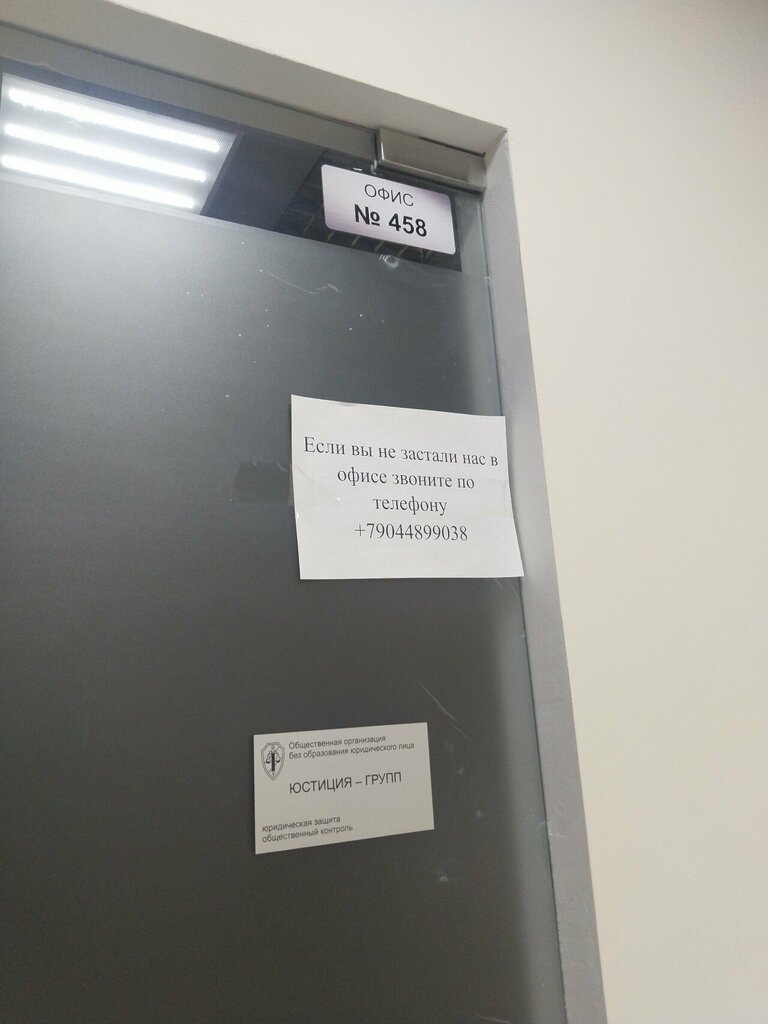 ОФИС
№ 458
Если вы не застали нас в
офисе звоните по
телефону
+79044899038
Общественная организация
без образования юридического лица
ЮСТИЦИЯ – ГРУПП
юридическая защита
общественный контроль